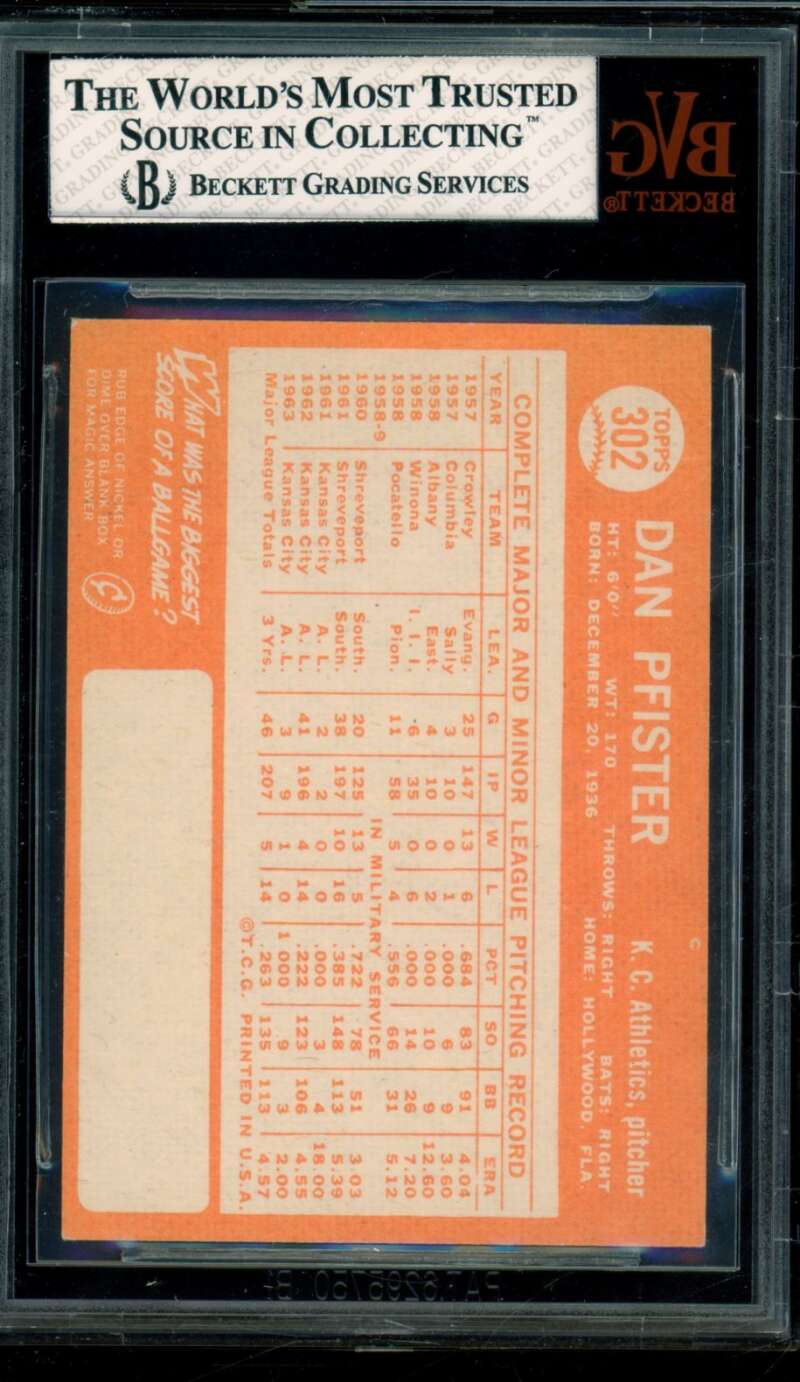 THE WORLD'S MOST TRUSTED
SOURCE IN COLLECTING™
B BECKETT GRADING SERVICES
BVG
BECKETT®
TOPPS
302
DAN PFISTER K. C. Athletics, pitcher
HT: 6'0" WT: 170 THROWS: RIGHT BATS: RIGHT
BORN: DECEMBER 20, 1936 HOME: HOLLYWOOD, FLA.
C
COMPLETE MAJOR AND MINOR LEAGUE PITCHING RECORD
YEAR TEAM LEA. G IP W L PCT SO BB ERA
1957 Crowley Evang. 25 147 13 6 .684 83 91 4.04
1957 Columbia Sally 3 10 0 1 .000 6 9 3.60
1958 Albany East. 4 10 0 2 .000 10 9 12.60
1958 Winona I. I. I. 6 35 0 6 .000 14 26 7.20
1958 Pocatello Pion. 11 58 5 4 .556 66 31 5.12
1958-9 IN MILITARY SERVICE
1960 Shreveport South. 20 125 13 5 .722 78 51 3.03
1961 Shreveport South. 38 197 10 16 .385 148 113 5.39
1961 Kansas City A. L. 2 2 0 0 .000 3 4 18.00
1962 Kansas City A. L. 41 196 4 14 .222 123 106 4.55
1963 Kansas City A. L. 3 9 1 0 1.000 9 3 2.00
Major League Totals 3 Yrs. 46 207 5 14 .263 135 113 4.57
©T.C.G. PRINTED IN U.S.A.
WHAT WAS THE BIGGEST
SCORE OF A BALLGAME?
RUB EDGE OF NICKEL OR
DIME OVER BLANK BOX
FOR MAGIC ANSWER